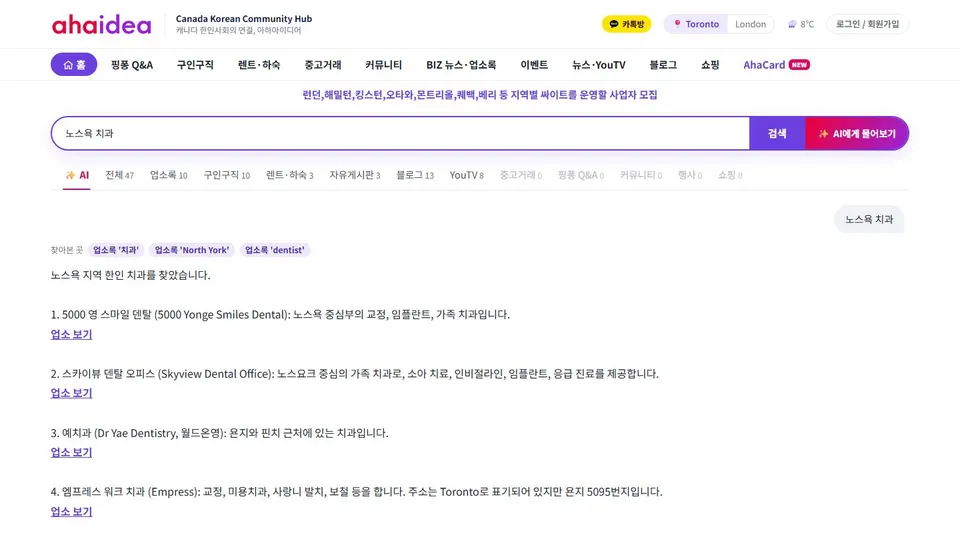 ahaidea
Canada Korean Community Hub
캐나다 한인사회의 연결, 아하아이디어
카톡방
Toronto
London
8°C
로그인 / 회원가입
홈
핑퐁 Q&A
구인구직
렌트·하숙
중고거래
커뮤니티
BIZ 뉴스·업소록
이벤트
뉴스·YouTV
블로그
쇼핑
AhaCard NEW
런던,해밀턴,킹스턴,오타와,몬트리올,퀘백,베리 등 지역별 싸이트를 운영할 사업자 모집
노스욕 치과
검색
AI에게 물어보기
AI
전체 47
업소록 10
구인구직 10
렌트·하숙 3
자유게시판 3
블로그 13
YouTV 8
중고거래 0
핑퐁 Q&A 0
커뮤니티 0
행사 0
쇼핑 0
노스욕 치과
찾아본 곳 업소록 '치과' 업소록 'North York' 업소록 'dentist'
노스욕 지역 한인 치과를 찾았습니다.
1. 5000 영 스마일 덴탈 (5000 Yonge Smiles Dental): 노스욕 중심부의 교정, 임플란트, 가족 치과입니다.
업소 보기
2. 스카이뷰 덴탈 오피스 (Skyview Dental Office): 노스요크 중심의 가족 치과로, 소아 치료, 인비절라인, 임플란트, 응급 진료를 제공합니다.
업소 보기
3. 예치과 (Dr Yae Dentistry, 월드온영): 욘지와 핀치 근처에 있는 치과입니다.
업소 보기
4. 엠프레스 워크 치과 (Empress): 교정, 미용치과, 사랑니 발치, 보철 등을 합니다. 주소는 Toronto로 표기되어 있지만 욘지 5095번지입니다.
업소 보기